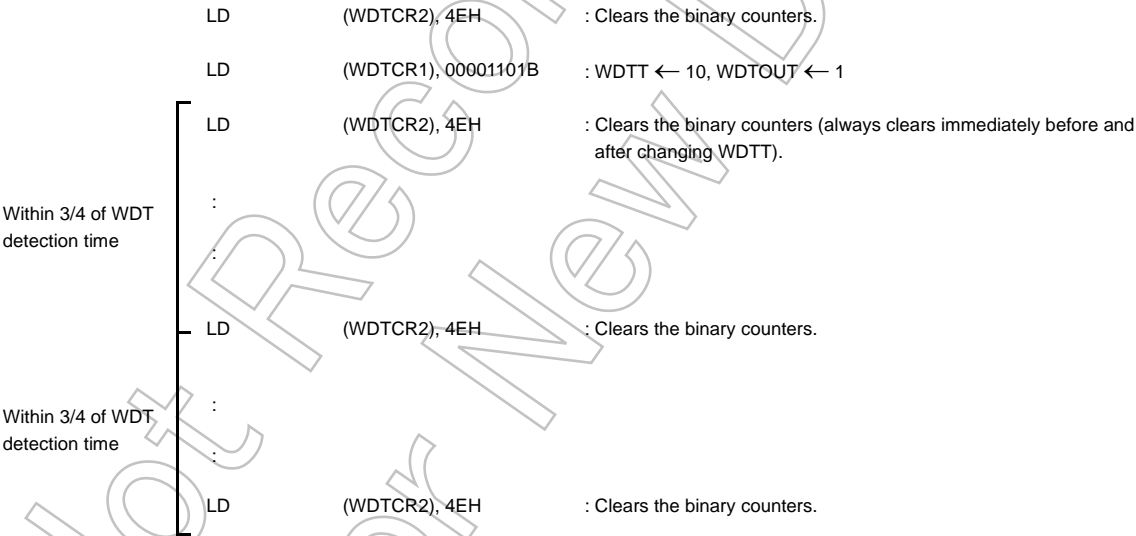 LD (WDTCR2), 4EH : Clears the binary counters.
LD (WDTCR1), 00001101B : WDTT ← 10, WDTOUT ← 1
LD (WDTCR2), 4EH : Clears the binary counters (always clears immediately before and
after changing WDTT).
Within 3/4 of WDT
detection time
:
:
LD (WDTCR2), 4EH : Clears the binary counters.
Within 3/4 of WDT
detection time
:
:
LD (WDTCR2), 4EH : Clears the binary counters.